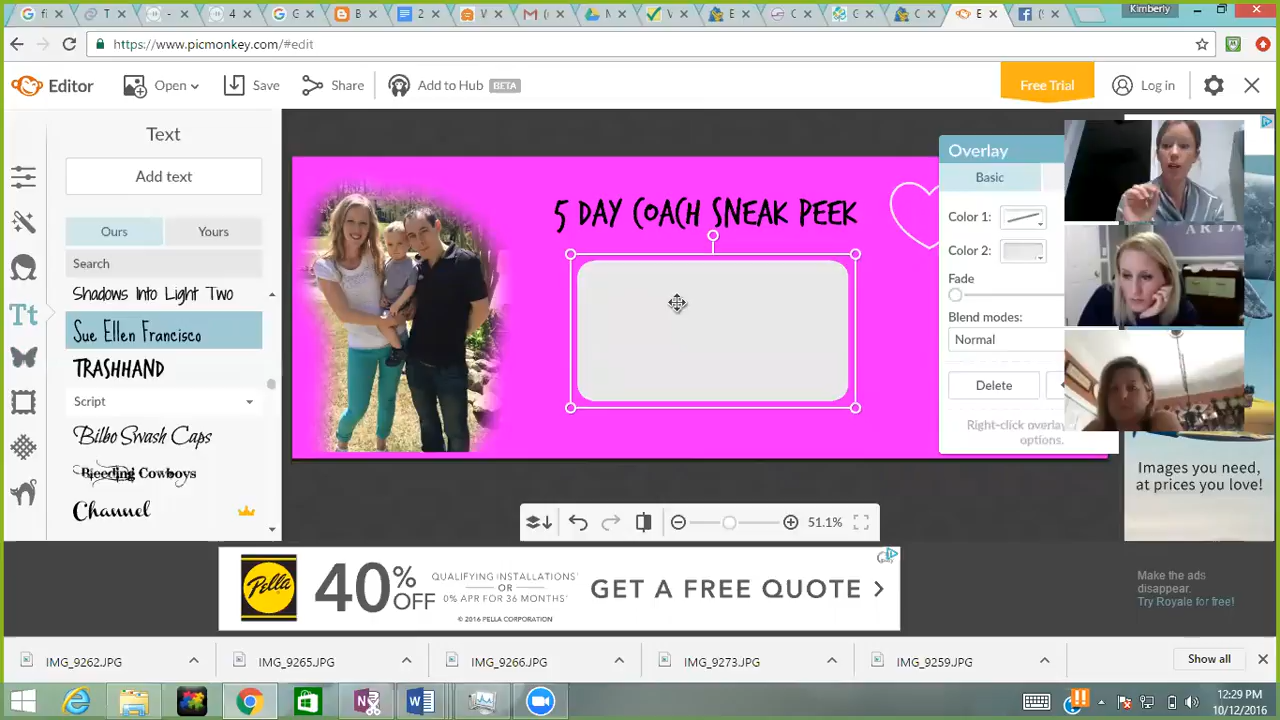 Kimberly
https://www.picmonkey.com/#edit
Editor
Open
Save
Share
Add to Hub BETA
Free Trial
Log in
Text
Add text
Ours
Yours
Search
Shadows Into Light Two
Sue Ellen Francisco
TRASHHAND
Script
Bilbo Swash Caps
Bleeding Cowboys
Channel
5 DAY COACH SNEAK PEEK
Overlay
Basic
Color 1:
Color 2:
Fade
Blend modes:
Normal
Delete
Right-click overlay
options.
51.1%
Images you need,
at prices you love!
Pella
40% OFF
QUALIFYING INSTALLATIONS*
OR
0% APR FOR 36 MONTHS*
© 2016 PELLA CORPORATION
GET A FREE QUOTE
Make the ads
disappear.
Try Royale for free!
IMG_9262.JPG
IMG_9265.JPG
IMG_9266.JPG
IMG_9273.JPG
IMG_9259.JPG
Show all
12:29 PM
10/12/2016